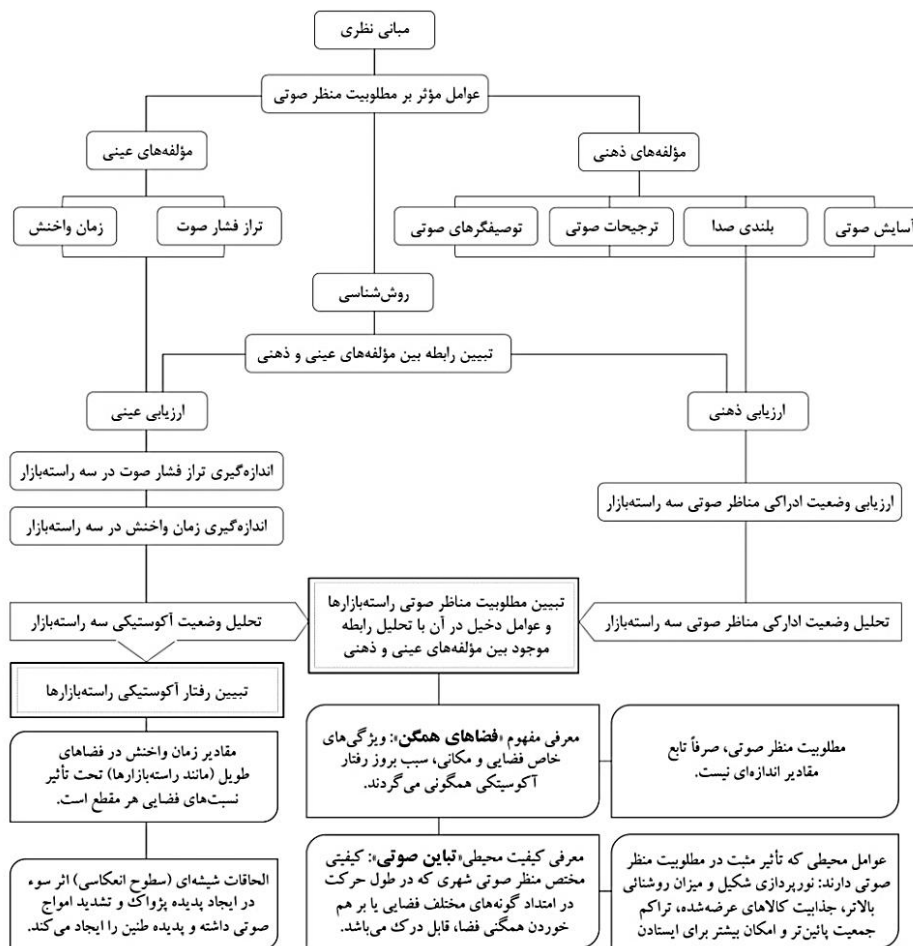 مبانی نظری
عوامل مؤثر بر مطلوبیت منظر صوتی
مؤلفه‌های ذهنی
مؤلفه‌های عینی
آسایش صوتی
بلندی صدا
ترجیحات صوتی
توصیفگرهای صوتی
تراز فشار صوت
زمان واخنش
روش‌شناسی
تبیین رابطه بین مؤلفه‌های عینی و ذهنی
ارزیابی ذهنی
ارزیابی عینی
ارزیابی وضعیت ادراکی مناظر صوتی سه راسته‌بازار
اندازه‌گیری تراز فشار صوت در سه راسته‌بازار
اندازه‌گیری زمان واخنش در سه راسته‌بازار
تحلیل وضعیت ادارکی مناظر صوتی سه راسته‌بازار
تبیین مطلوبیت مناظر صوتی راسته‌بازارها
و عوامل دخیل در آن با تحلیل رابطه
موجود بین مؤلفه‌های عینی و ذهنی
تحلیل وضعیت آکوستیکی سه راسته‌بازار
تبیین رفتار آکوستیکی راسته‌بازارها
مطلوبیت منظر صوتی، صرفاً تابع
مقادیر اندازه‌ای نیست.
معرفی مفهوم «فضاهای همگن»: ویژگی‌های
خاص فضایی و مکانی، سبب بروز رفتار
آکوسیتکی همگونی می‌گردند.
مقادیر زمان واخنش در فضاهای
طویل (مانند راسته‌بازارها) تحت تأثیر
نسبت‌های فضایی هر مقطع است.
عوامل محیطی که تأثیر مثبت در مطلوبیت منظر
صوتی دارند: نورپردازی شکیل و میزان روشنائی
بالاتر، جذابیت کالاهای عرضه‌شده، تراکم
جمعیت پائین‌تر و امکان بیشتر برای ایستادن
معرفی کیفیت محیطی«تباین صوتی»: کیفیتی
مختص منظر صوتی شهری که در طول حرکت
در امتداد گونه‌های مختلف فضایی یا بر هم
خوردن همگنی فضا، قابل درک می‌باشد.
الحاقات شیشه‌ای (سطوح انعکاسی) اثر سوء
در ایجاد پدیده پژواک و تشدید امواج
صوتی داشته و پدیده طنین را ایجاد می‌کند.